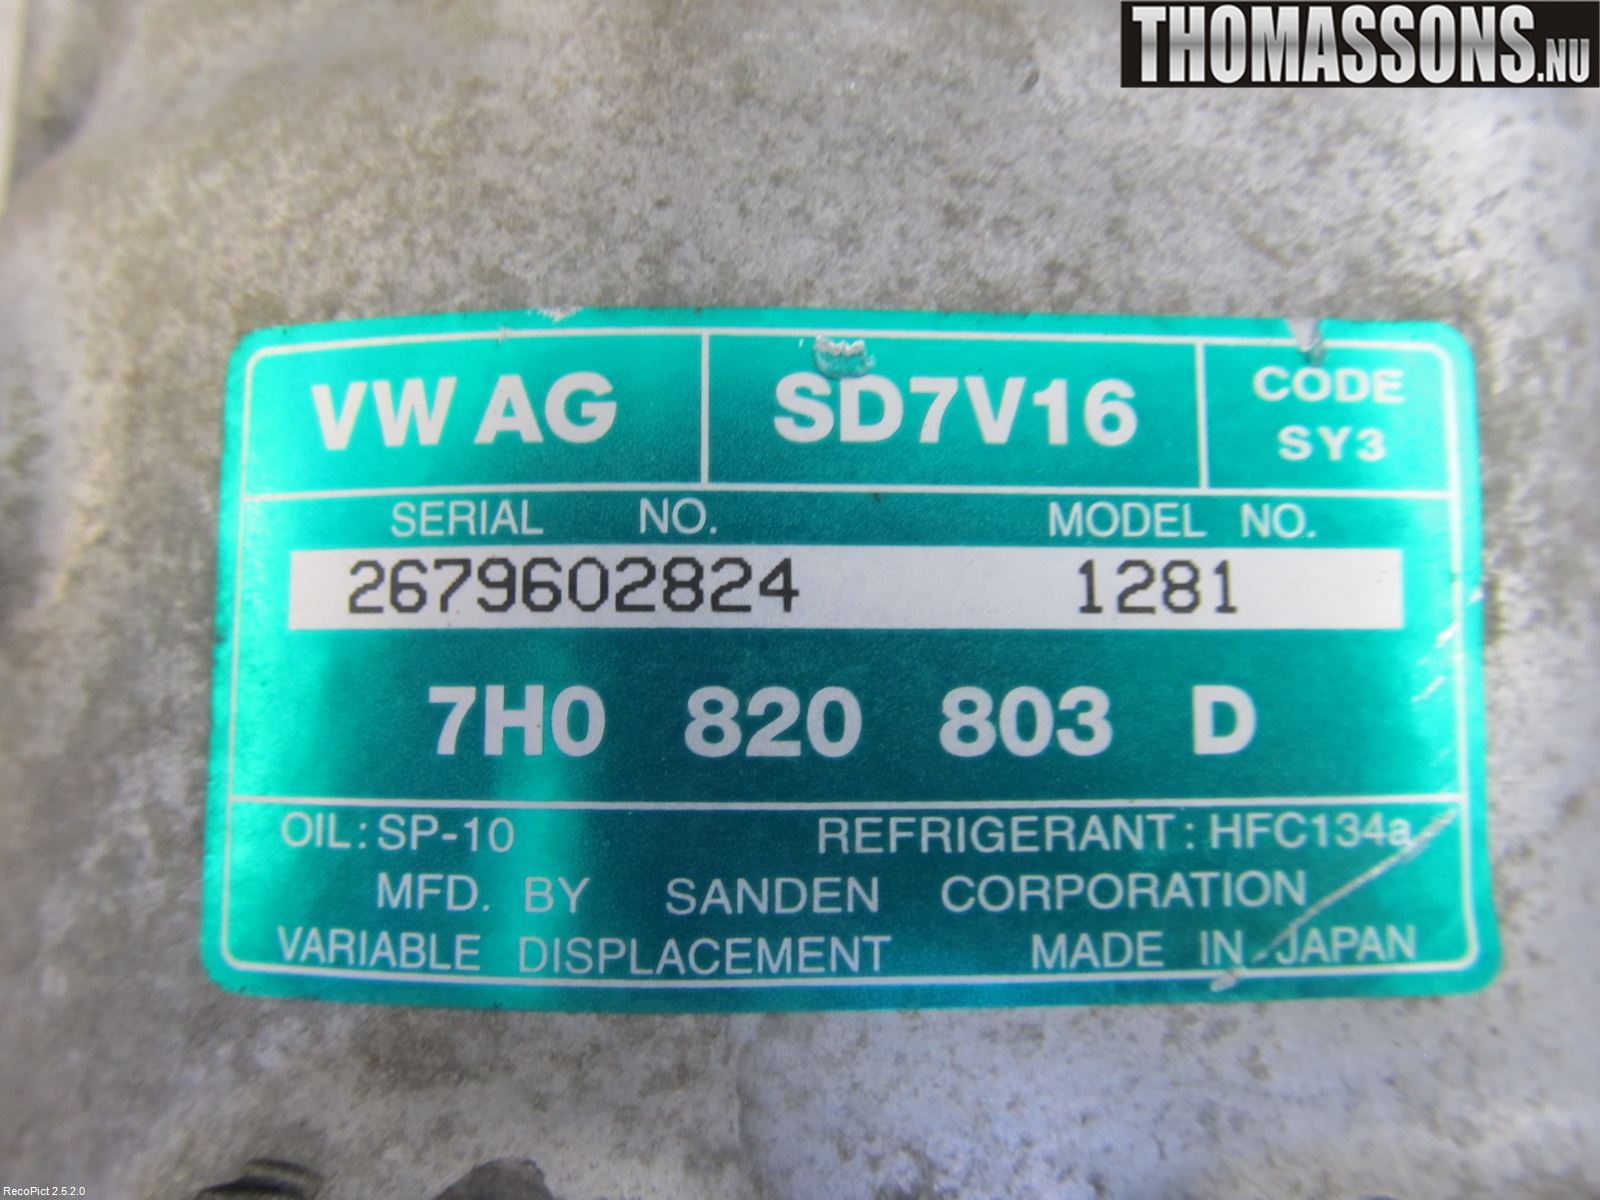 THOMASSONS.NU
VW AG SD7V16 CODE SY3
SERIAL NO. MODEL NO.
2679602824 1281
7H0 820 803 D
OIL: SP-10 REFRIGERANT: HFC134a
MFD. BY SANDEN CORPORATION
VARIABLE DISPLACEMENT MADE IN JAPAN
RecoPict 2.5.2.0